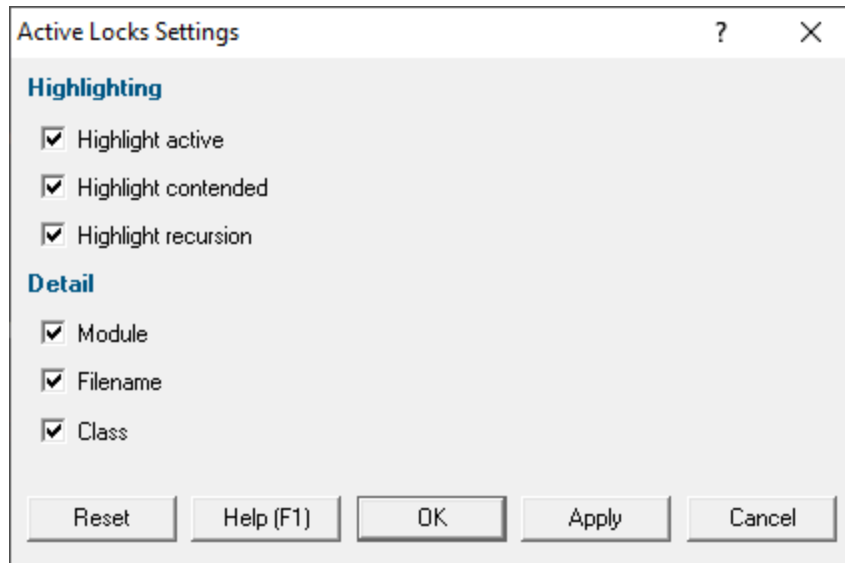 Active Locks Settings ?
Highlighting
Highlight active
Highlight contended
Highlight recursion
Detail
Module
Filename
Class
Reset Help (F1) OK Apply Cancel